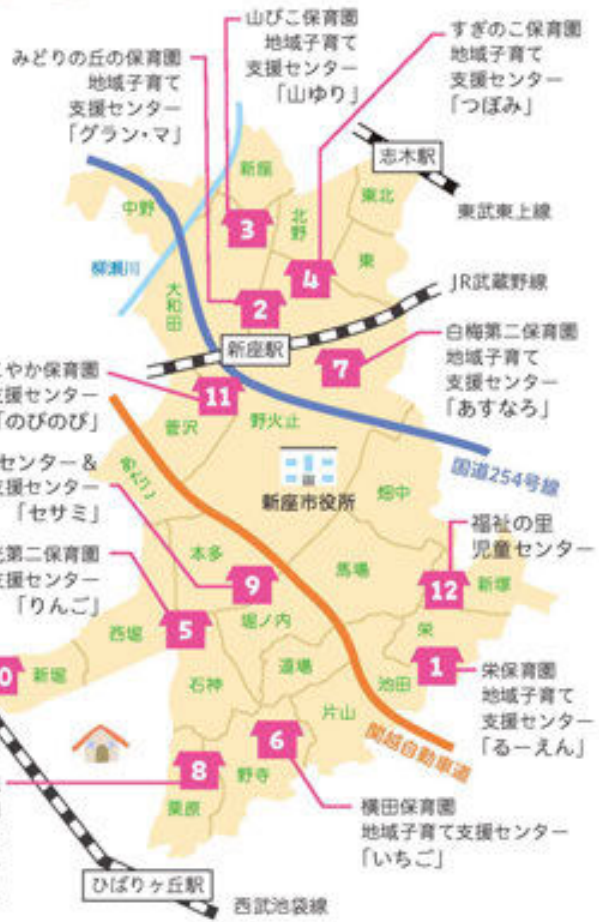 山びこ保育園
地域子育て
支援センター
「山ゆり」
すぎのこ保育園
地域子育て
支援センター
「つぼみ」
みどりの丘の保育園
地域子育て
支援センター
「グラン・マ」
志木駅
東武東上線
新座
中野
北野
東北
東
3
4
2
柳瀬川
大和田
JR武蔵野線
新座駅
7
白梅第二保育園
地域子育て
支援センター
「あすなろ」
やか保育園
支援センター
「のびのび」
11
菅沢
野火止
国道254号線
センター&
支援センター
「セサミ」
新座市役所
畑中
福祉の里
児童センター
第二保育園
支援センター
「りんご」
本多
9
馬場
12
新塚
西堀
5
堀ノ内
栄
0
新堀
石神
道場
池田
1
栄保育園
地域子育て
支援センター
「るーえん」
片山
関越自動車道
6
8
野寺
栗原
横田保育園
地域子育て支援センター
「いちご」
ひばりヶ丘駅
西武池袋線